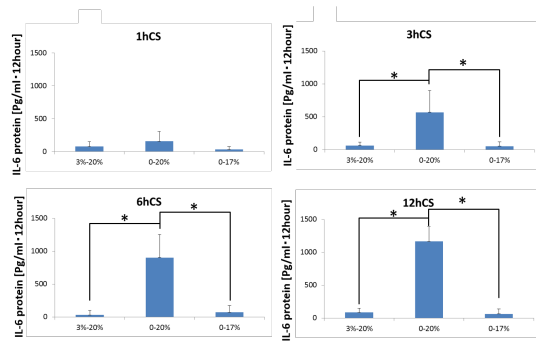 1hCS
IL-6 protein [Pg/ml·12hour]
1500
1000
500
0
3%-20% 0-20% 0-17%
3hCS
IL-6 protein [Pg/ml·12hour]
1500
1000
500
0
* *
3%-20% 0-20% 0-17%
6hCS
IL-6 protein [Pg/ml·12hour]
1500
1000
500
0
* *
3%-20% 0-20% 0-17%
12hCS
IL-6 protein [Pg/ml·12hour]
1500
1000
500
0
* *
3%-20% 0-20% 0-17%